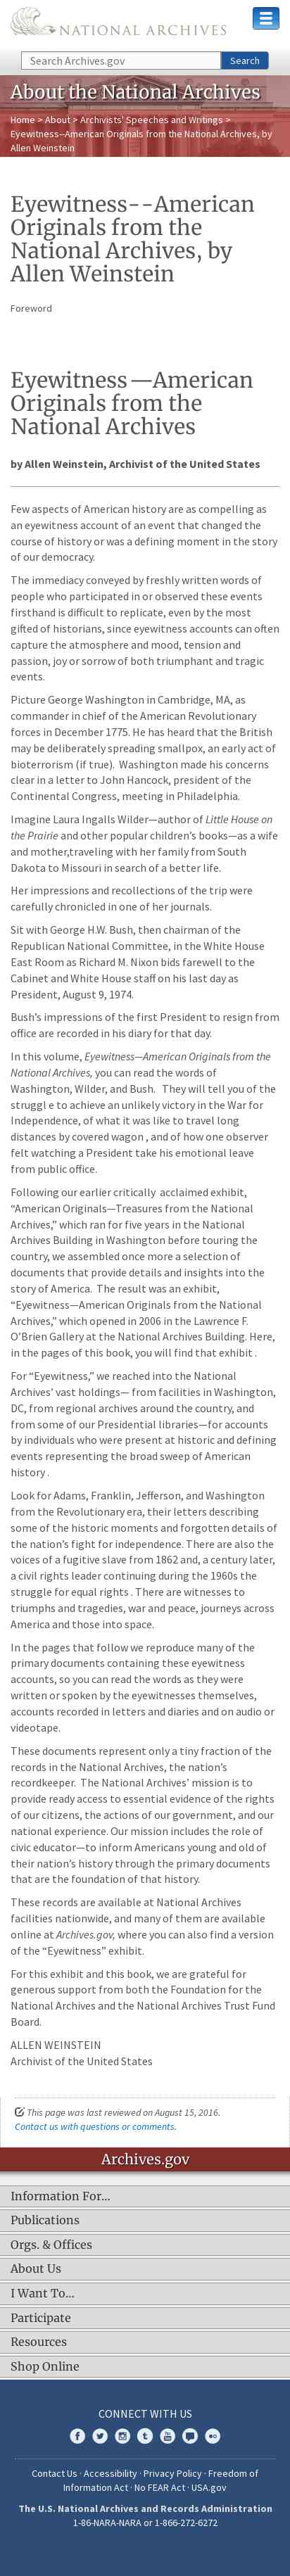 NATIONAL ARCHIVES
Search Archives.gov
Search
About the National Archives
Home > About > Archivists' Speeches and Writings >
Eyewitness--American Originals from the National Archives, by
Allen Weinstein
Eyewitness--American
Originals from the
National Archives, by
Allen Weinstein
Foreword
Eyewitness —American
Originals from the
National Archives
by Allen Weinstein, Archivist of the United States
Few aspects of American history are as compelling as
an eyewitness account of an event that changed the
course of history or was a defining moment in the story
of our democracy.
The immediacy conveyed by freshly written words of
people who participated in or observed these events
firsthand is difficult to replicate, even by the most
gifted of historians, since eyewitness accounts can often
capture the atmosphere and mood, tension and
passion, joy or sorrow of both triumphant and tragic
events.
Picture George Washington in Cambridge, MA, as
commander in chief of the American Revolutionary
forces in December 1775. He has heard that the British
may be deliberately spreading smallpox, an early act of
bioterrorism (if true).  Washington made his concerns
clear in a letter to John Hancock, president of the
Continental Congress, meeting in Philadelphia.
Imagine Laura Ingalls Wilder—author of Little House on
the Prairie and other popular children’s books—as a wife
and mother,traveling with her family from South
Dakota to Missouri in search of a better life.
Her impressions and recollections of the trip were
carefully chronicled in one of her journals.
Sit with George H.W. Bush, then chairman of the
Republican National Committee, in the White House
East Room as Richard M. Nixon bids farewell to the
Cabinet and White House staff on his last day as
President, August 9, 1974.
Bush’s impressions of the first President to resign from
office are recorded in his diary for that day.
In this volume, Eyewitness—American Originals from the
National Archives, you can read the words of
Washington, Wilder, and Bush.   They will tell you of the
struggl e to achieve an unlikely victory in the War for
Independence, of what it was like to travel long
distances by covered wagon , and of how one observer
felt watching a President take his emotional leave
from public office.
Following our earlier critically  acclaimed exhibit,
“American Originals—Treasures from the National
Archives,” which ran for five years in the National
Archives Building in Washington before touring the
country, we assembled once more a selection of
documents that provide details and insights into the
story of America.  The result was an exhibit,
“Eyewitness—American Originals from the National
Archives,” which opened in 2006 in the Lawrence F.
O’Brien Gallery at the National Archives Building. Here,
in the pages of this book, you will find that exhibit .
For “Eyewitness,” we reached into the National
Archives’ vast holdings— from facilities in Washington,
DC, from regional archives around the country, and
from some of our Presidential libraries—for accounts
by individuals who were present at historic and defining
events representing the broad sweep of American
history .
Look for Adams, Franklin, Jefferson, and Washington
from the Revolutionary era, their letters describing
some of the historic moments and forgotten details of
the nation’s fight for independence. There are also the
voices of a fugitive slave from 1862 and, a century later,
a civil rights leader continuing during the 1960s the
struggle for equal rights . There are witnesses to
triumphs and tragedies, war and peace, journeys across
America and those into space.
In the pages that follow we reproduce many of the
primary documents containing these eyewitness
accounts, so you can read the words as they were
written or spoken by the eyewitnesses themselves,
accounts recorded in letters and diaries and on audio or
videotape.
These documents represent only a tiny fraction of the
records in the National Archives, the nation’s
recordkeeper.  The National Archives’ mission is to
provide ready access to essential evidence of the rights
of our citizens, the actions of our government, and our
national experience. Our mission includes the role of
civic educator—to inform Americans young and old of
their nation’s history through the primary documents
that are the foundation of that history.
These records are available at National Archives
facilities nationwide, and many of them are available
online at Archives.gov, where you can also find a version
of the “Eyewitness” exhibit.
For this exhibit and this book, we are grateful for
generous support from both the Foundation for the
National Archives and the National Archives Trust Fund
Board.
ALLEN WEINSTEIN
Archivist of the United States
This page was last reviewed on August 15, 2016.
Contact us with questions or comments.
Archives.gov
Information For…
Publications
Orgs. & Offices
About Us
I Want To…
Participate
Resources
Shop Online
CONNECT WITH US
Contact Us · Accessibility · Privacy Policy · Freedom of
Information Act · No FEAR Act · USA.gov
The U.S. National Archives and Records Administration
1-86-NARA-NARA or 1-866-272-6272